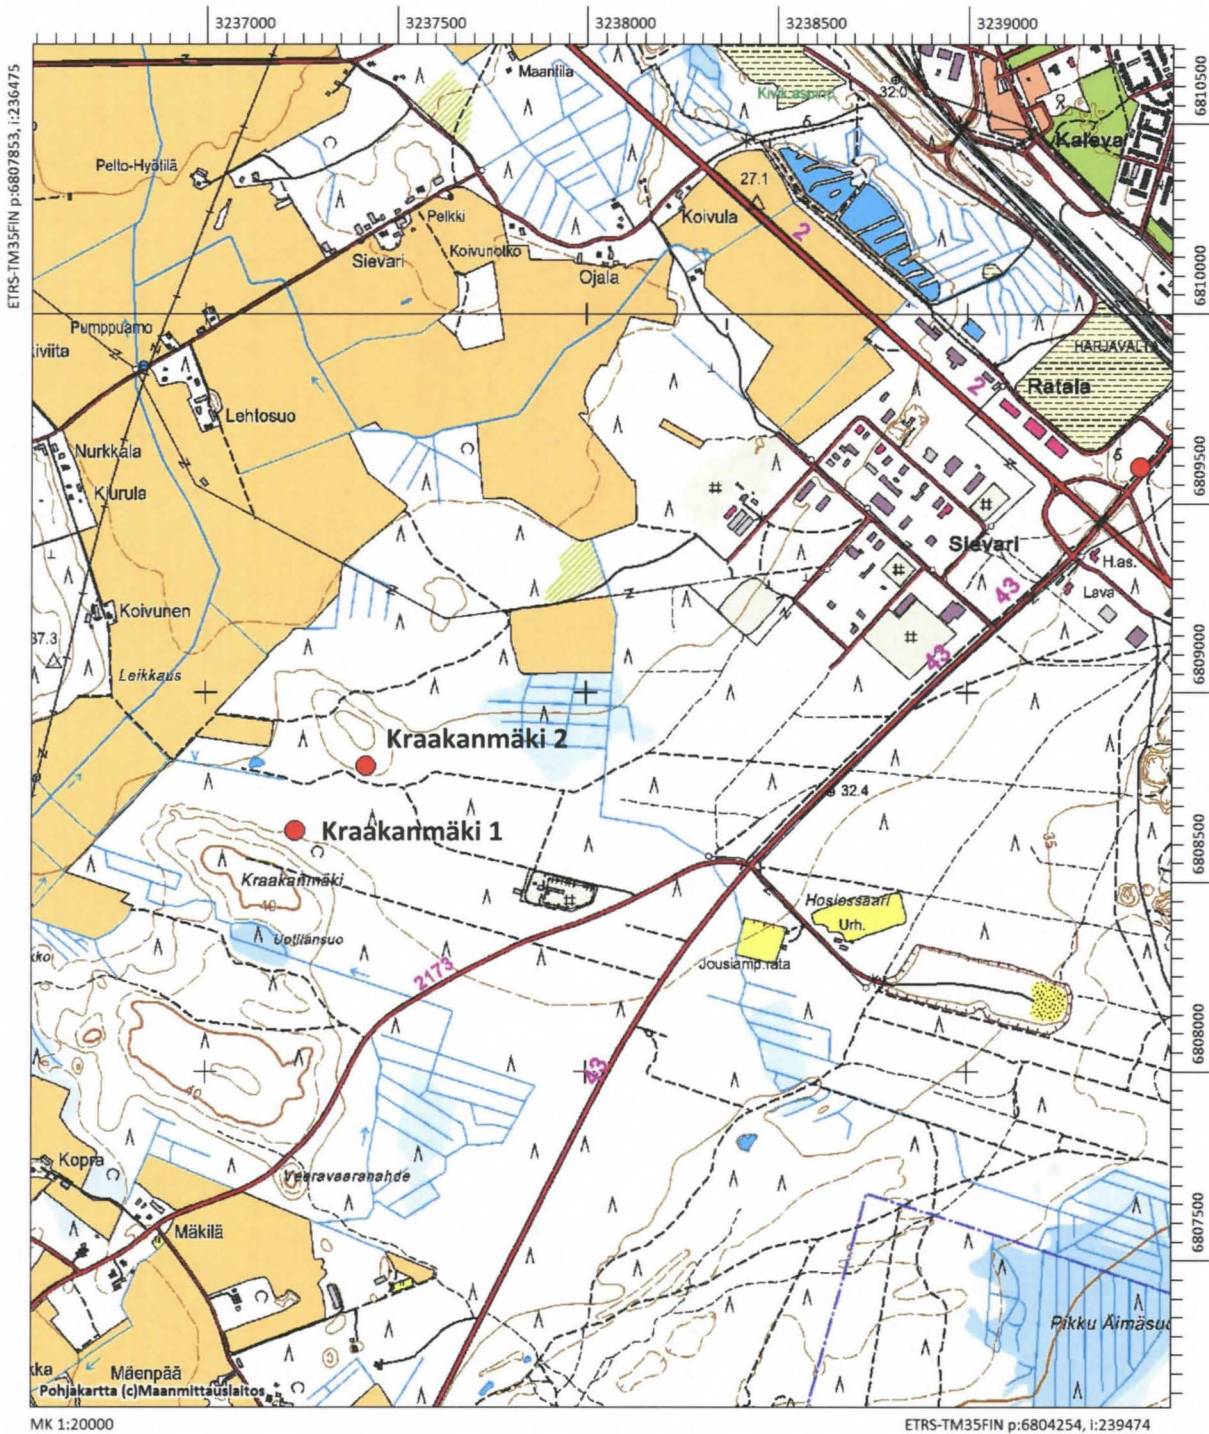 3237000
3237500
3238000
3238500
3239000
ETRS-TM35FIN p:6807853, i:236475
6810500
Maantila
32.0
Kaleva
Pelto-Hyötilä
27.1
Pelkki
Koivula
2
Sievari
Koivunotko
Ojala
6810000
Pumppuamo
HARJAVALTA
2
Ratala
Lehtosuo
Nurkkala
6809500
Kiurula
Sievari
H.as.
43
Lava
Koivunen
37.3
43
6809000
Leikkaus
Kraakanmäki 2
V
32.4
Kraakanmäki 1
6808500
35
Kraakanmäki
40
Hosiossaari
Urh.
Uotilansuo
Jousiamp.rata
2173
6808000
43
40
Kopra
Veeravaaranahde
Mäkilä
6807500
Pikku Äimäsuo
Mäenpää
Pohjakartta (c)Maanmittauslaitos
MK 1:20000
ETRS-TM35FIN p:6804254, i:239474